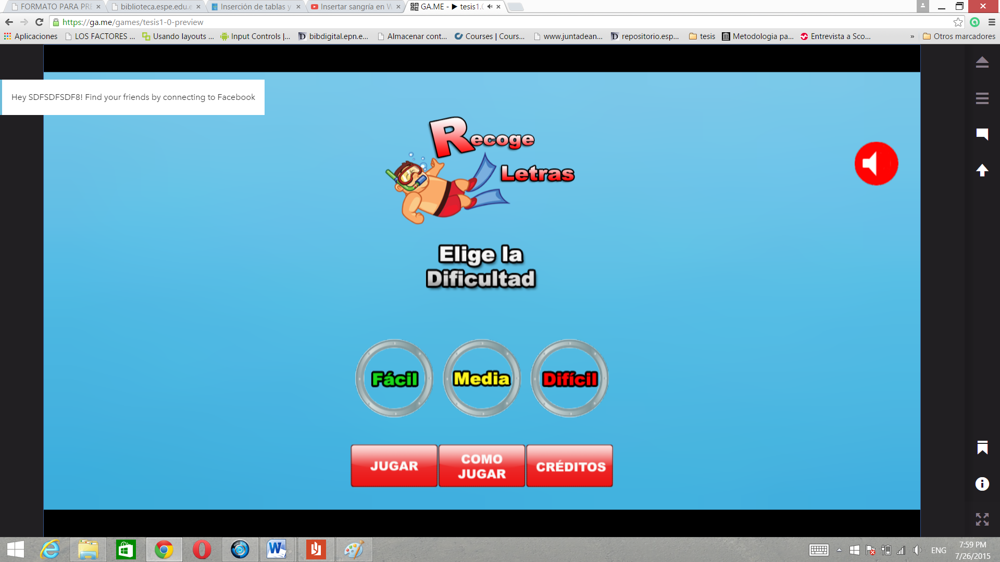 FORMATO PARA PRE
biblioteca.espe.edu.e
Inserción de tablas y
Insertar sangría en W
GA.ME - ▶ tesis1.0
https://ga.me/games/tesis1-0-preview
Aplicaciones
LOS FACTORES ...
Usando layouts ...
Input Controls |...
bibdigital.epn.e...
Almacenar cont...
Courses | Cours...
www.juntadean...
repositorio.esp...
tesis
Metodologia pa...
Entrevista a Sco...
»
Otros marcadores
Hey SDFSDFSDF8! Find your friends by connecting to Facebook
Recoge
Letras
Elige la
Dificultad
Fácil
Media
Difícil
JUGAR
COMO
JUGAR
CRÉDITOS
ENG
7:59 PM
7/26/2015